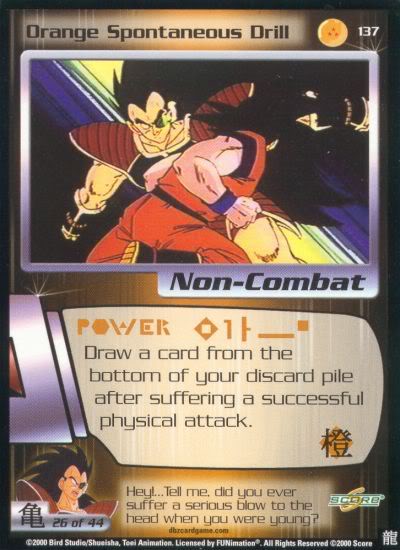 Orange Spontaneous Drill
137
Non-Combat
POWER
Draw a card from the
bottom of your discard pile
after suffering a successful
physical attack.
橙
Hey!...Tell me, did you ever
suffer a serious blow to the
head when you were young?
亀
26 of 44
SCORE
dbzcardgame.com
©2000 Bird Studio/Shueisha, Toei Animation. Licensed by FUNimation®. All Rights Reserved ©2000 Score
龍